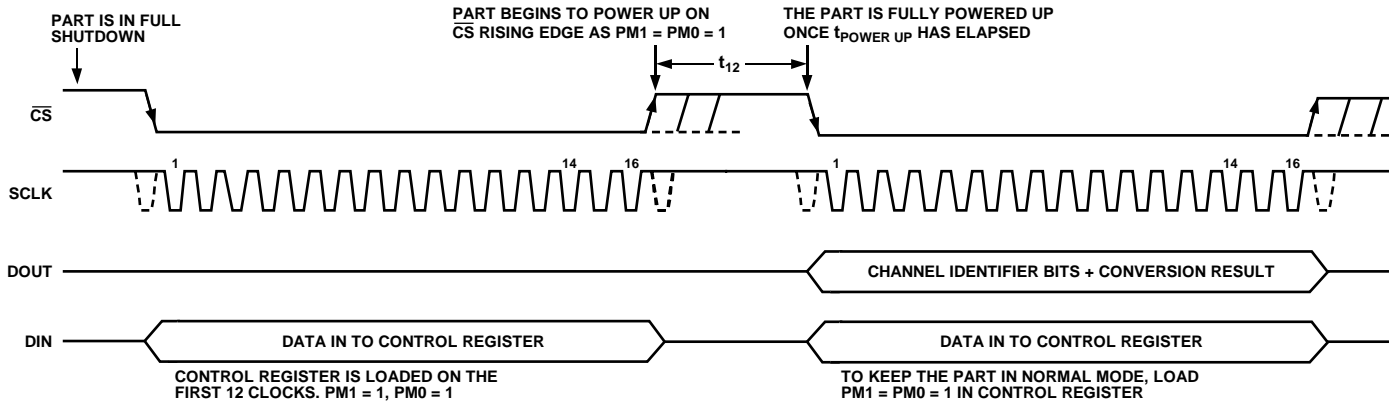 PART IS IN FULL
SHUTDOWN
PART BEGINS TO POWER UP ON
CS RISING EDGE AS PM1 = PM0 = 1
THE PART IS FULLY POWERED UP
ONCE tPOWER UP HAS ELAPSED
t12
CS
SCLK
1
14
16
1
14
16
DOUT
CHANNEL IDENTIFIER BITS + CONVERSION RESULT
DIN
DATA IN TO CONTROL REGISTER
DATA IN TO CONTROL REGISTER
CONTROL REGISTER IS LOADED ON THE
FIRST 12 CLOCKS. PM1 = 1, PM0 = 1
TO KEEP THE PART IN NORMAL MODE, LOAD
PM1 = PM0 = 1 IN CONTROL REGISTER